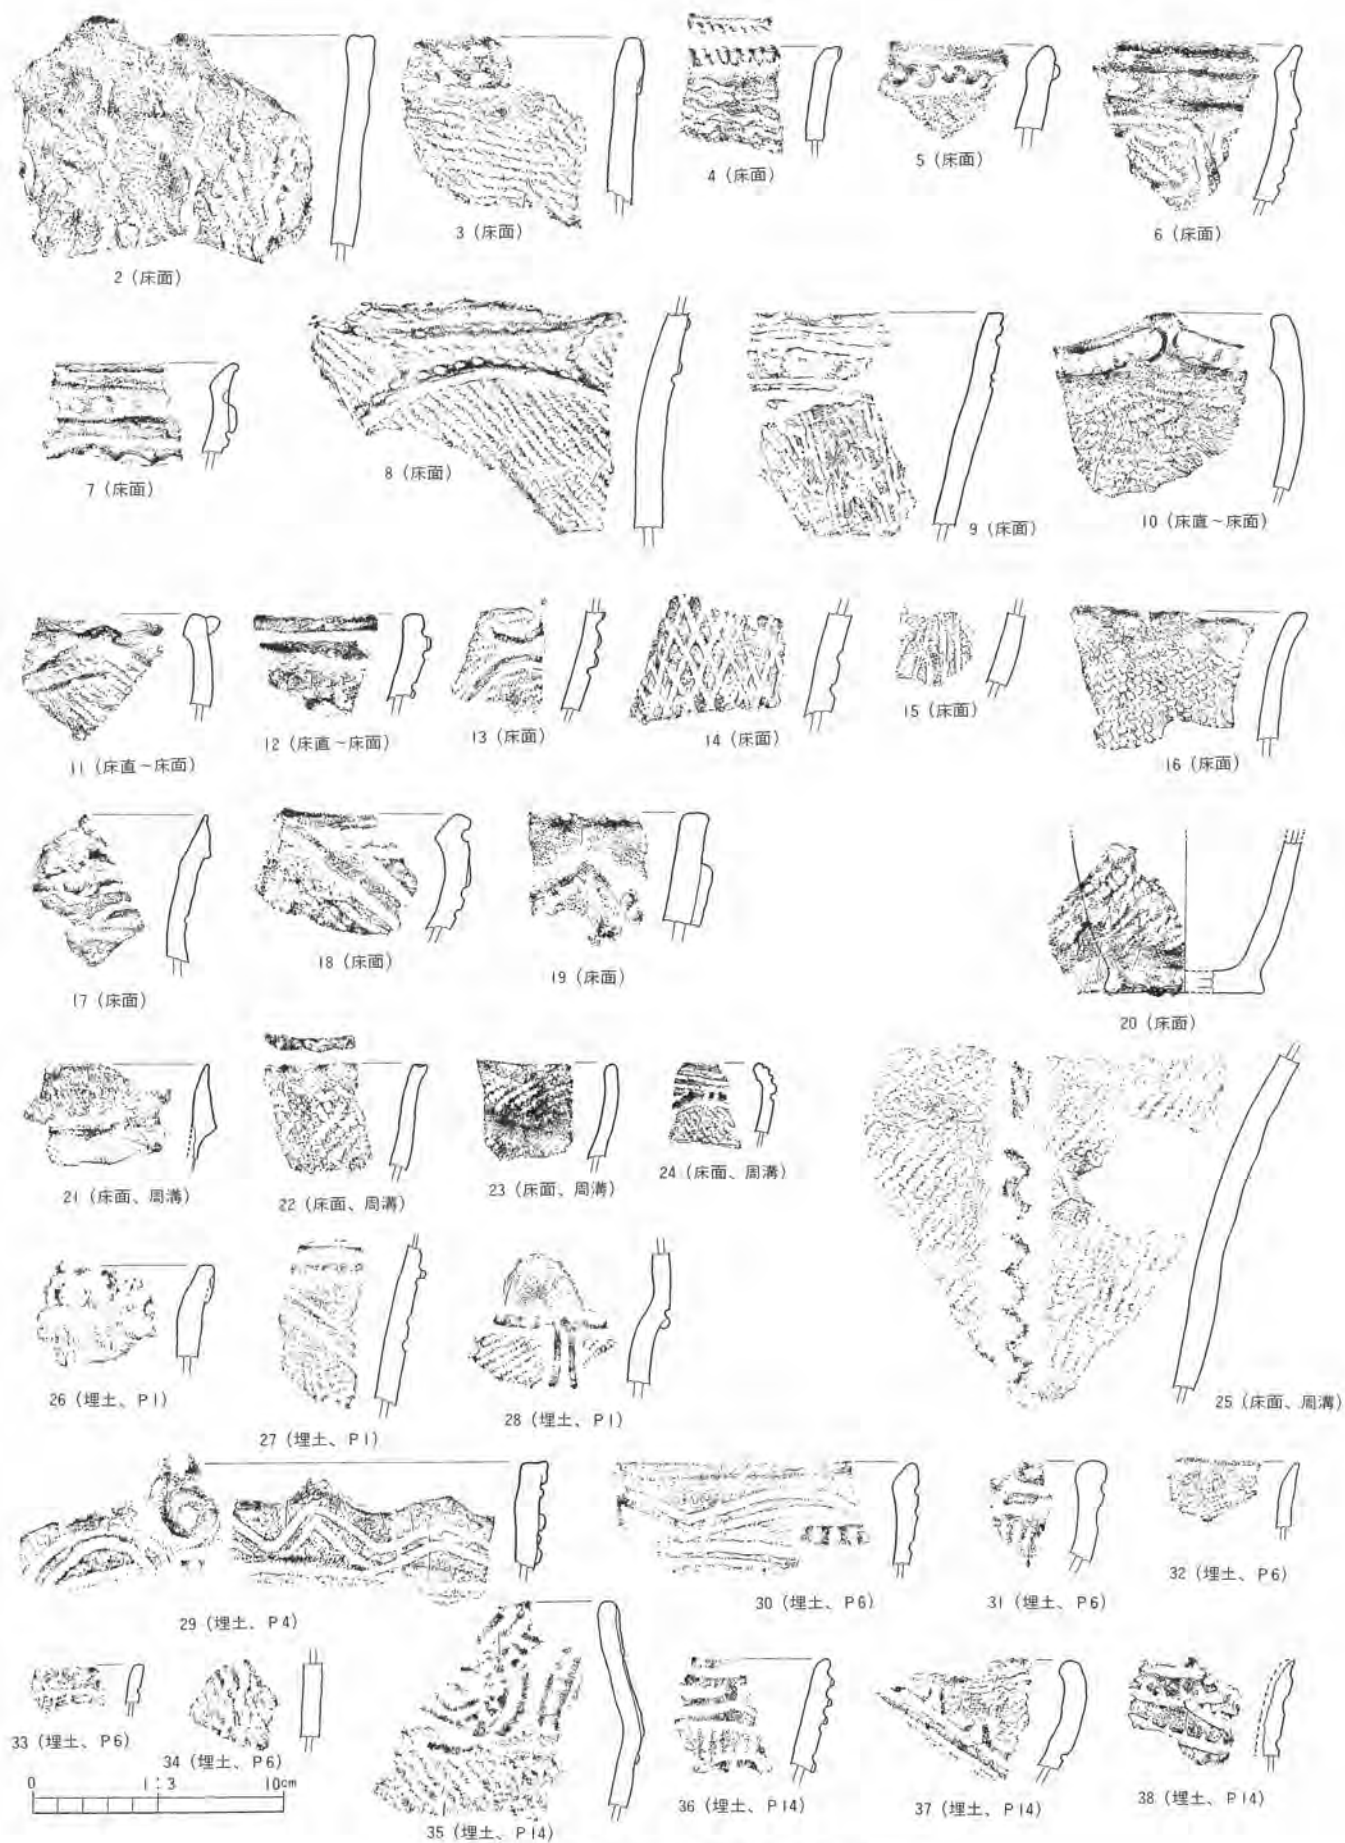 2 (床面)
3 (床面)
4 (床面)
5 (床面)
6 (床面)
7 (床面)
8 (床面)
9 (床面)
10 (床直~床面)
11 (床直~床面)
12 (床直~床面)
13 (床面)
14 (床面)
15 (床面)
16 (床面)
17 (床面)
18 (床面)
19 (床面)
20 (床面)
21 (床面、周溝)
22 (床面、周溝)
23 (床面、周溝)
24 (床面、周溝)
25 (床面、周溝)
26 (埋土、P1)
27 (埋土、P1)
28 (埋土、P1)
29 (埋土、P4)
30 (埋土、P6)
31 (埋土、P6)
32 (埋土、P6)
33 (埋土、P6)
34 (埋土、P6)
35 (埋土、P14)
36 (埋土、P14)
37 (埋土、P14)
38 (埋土、P14)
0 1:3 10cm